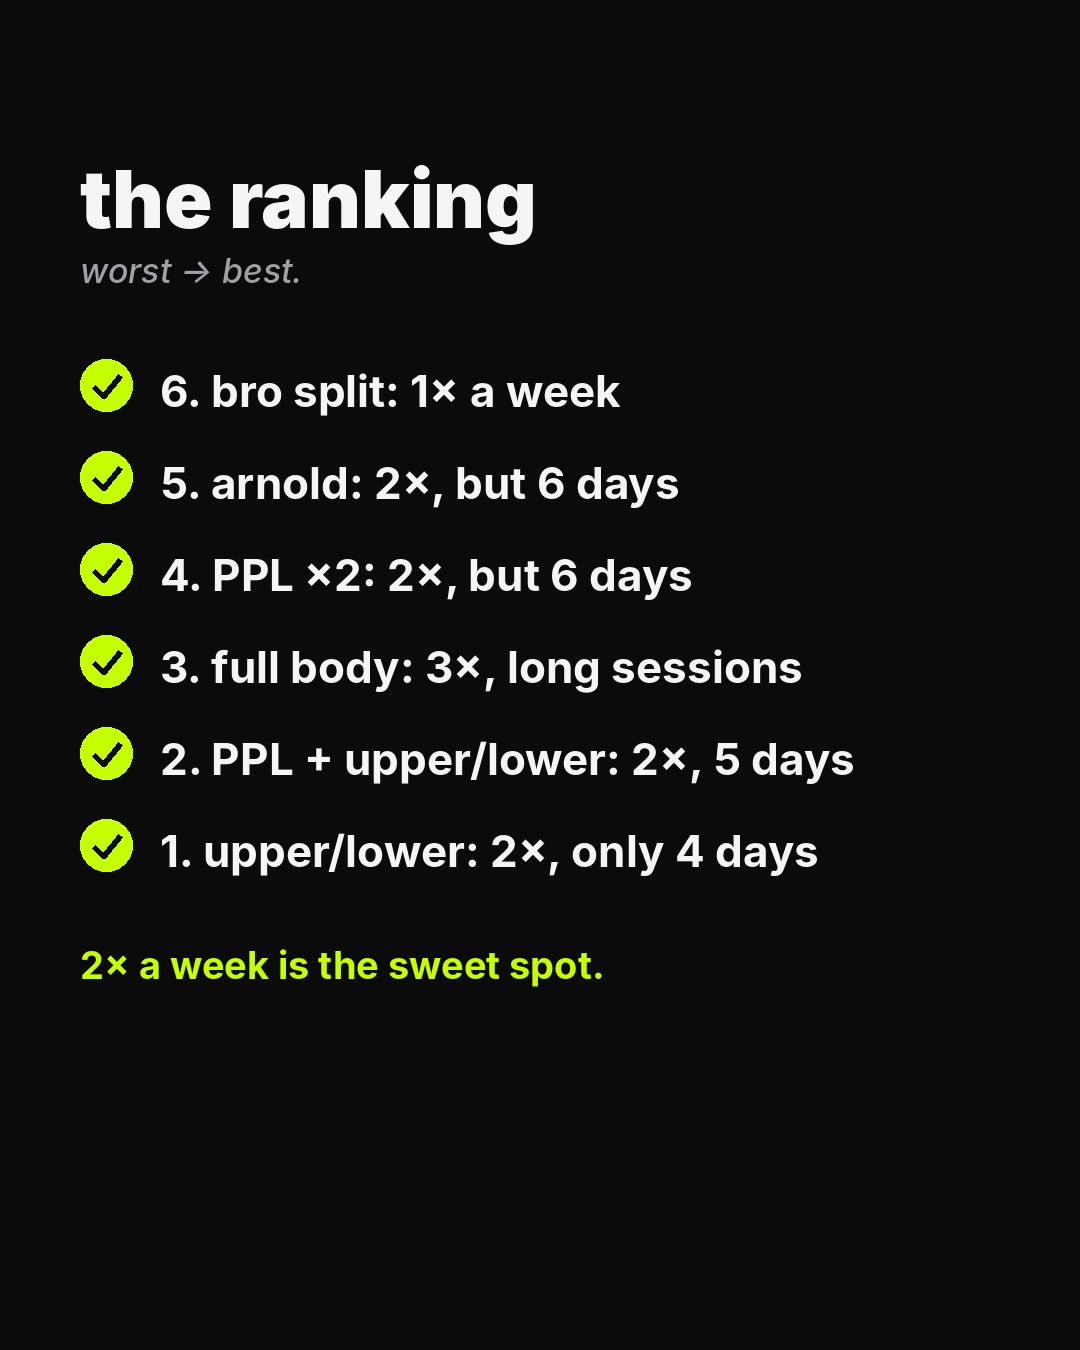 the ranking
worst → best.
6. bro split: 1× a week
5. arnold: 2×, but 6 days
4. PPL ×2: 2×, but 6 days
3. full body: 3×, long sessions
2. PPL + upper/lower: 2×, 5 days
1. upper/lower: 2×, only 4 days
2× a week is the sweet spot.